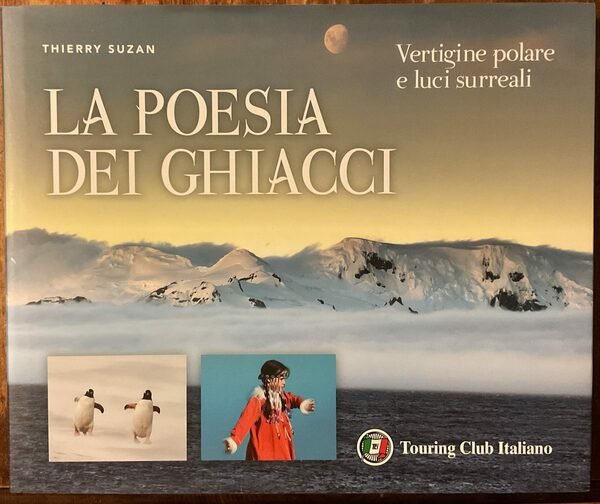 THIERRY SUZAN
Vertigine polare
e luci surreali
LA POESIA
DEI GHIACCI
Touring Club Italiano